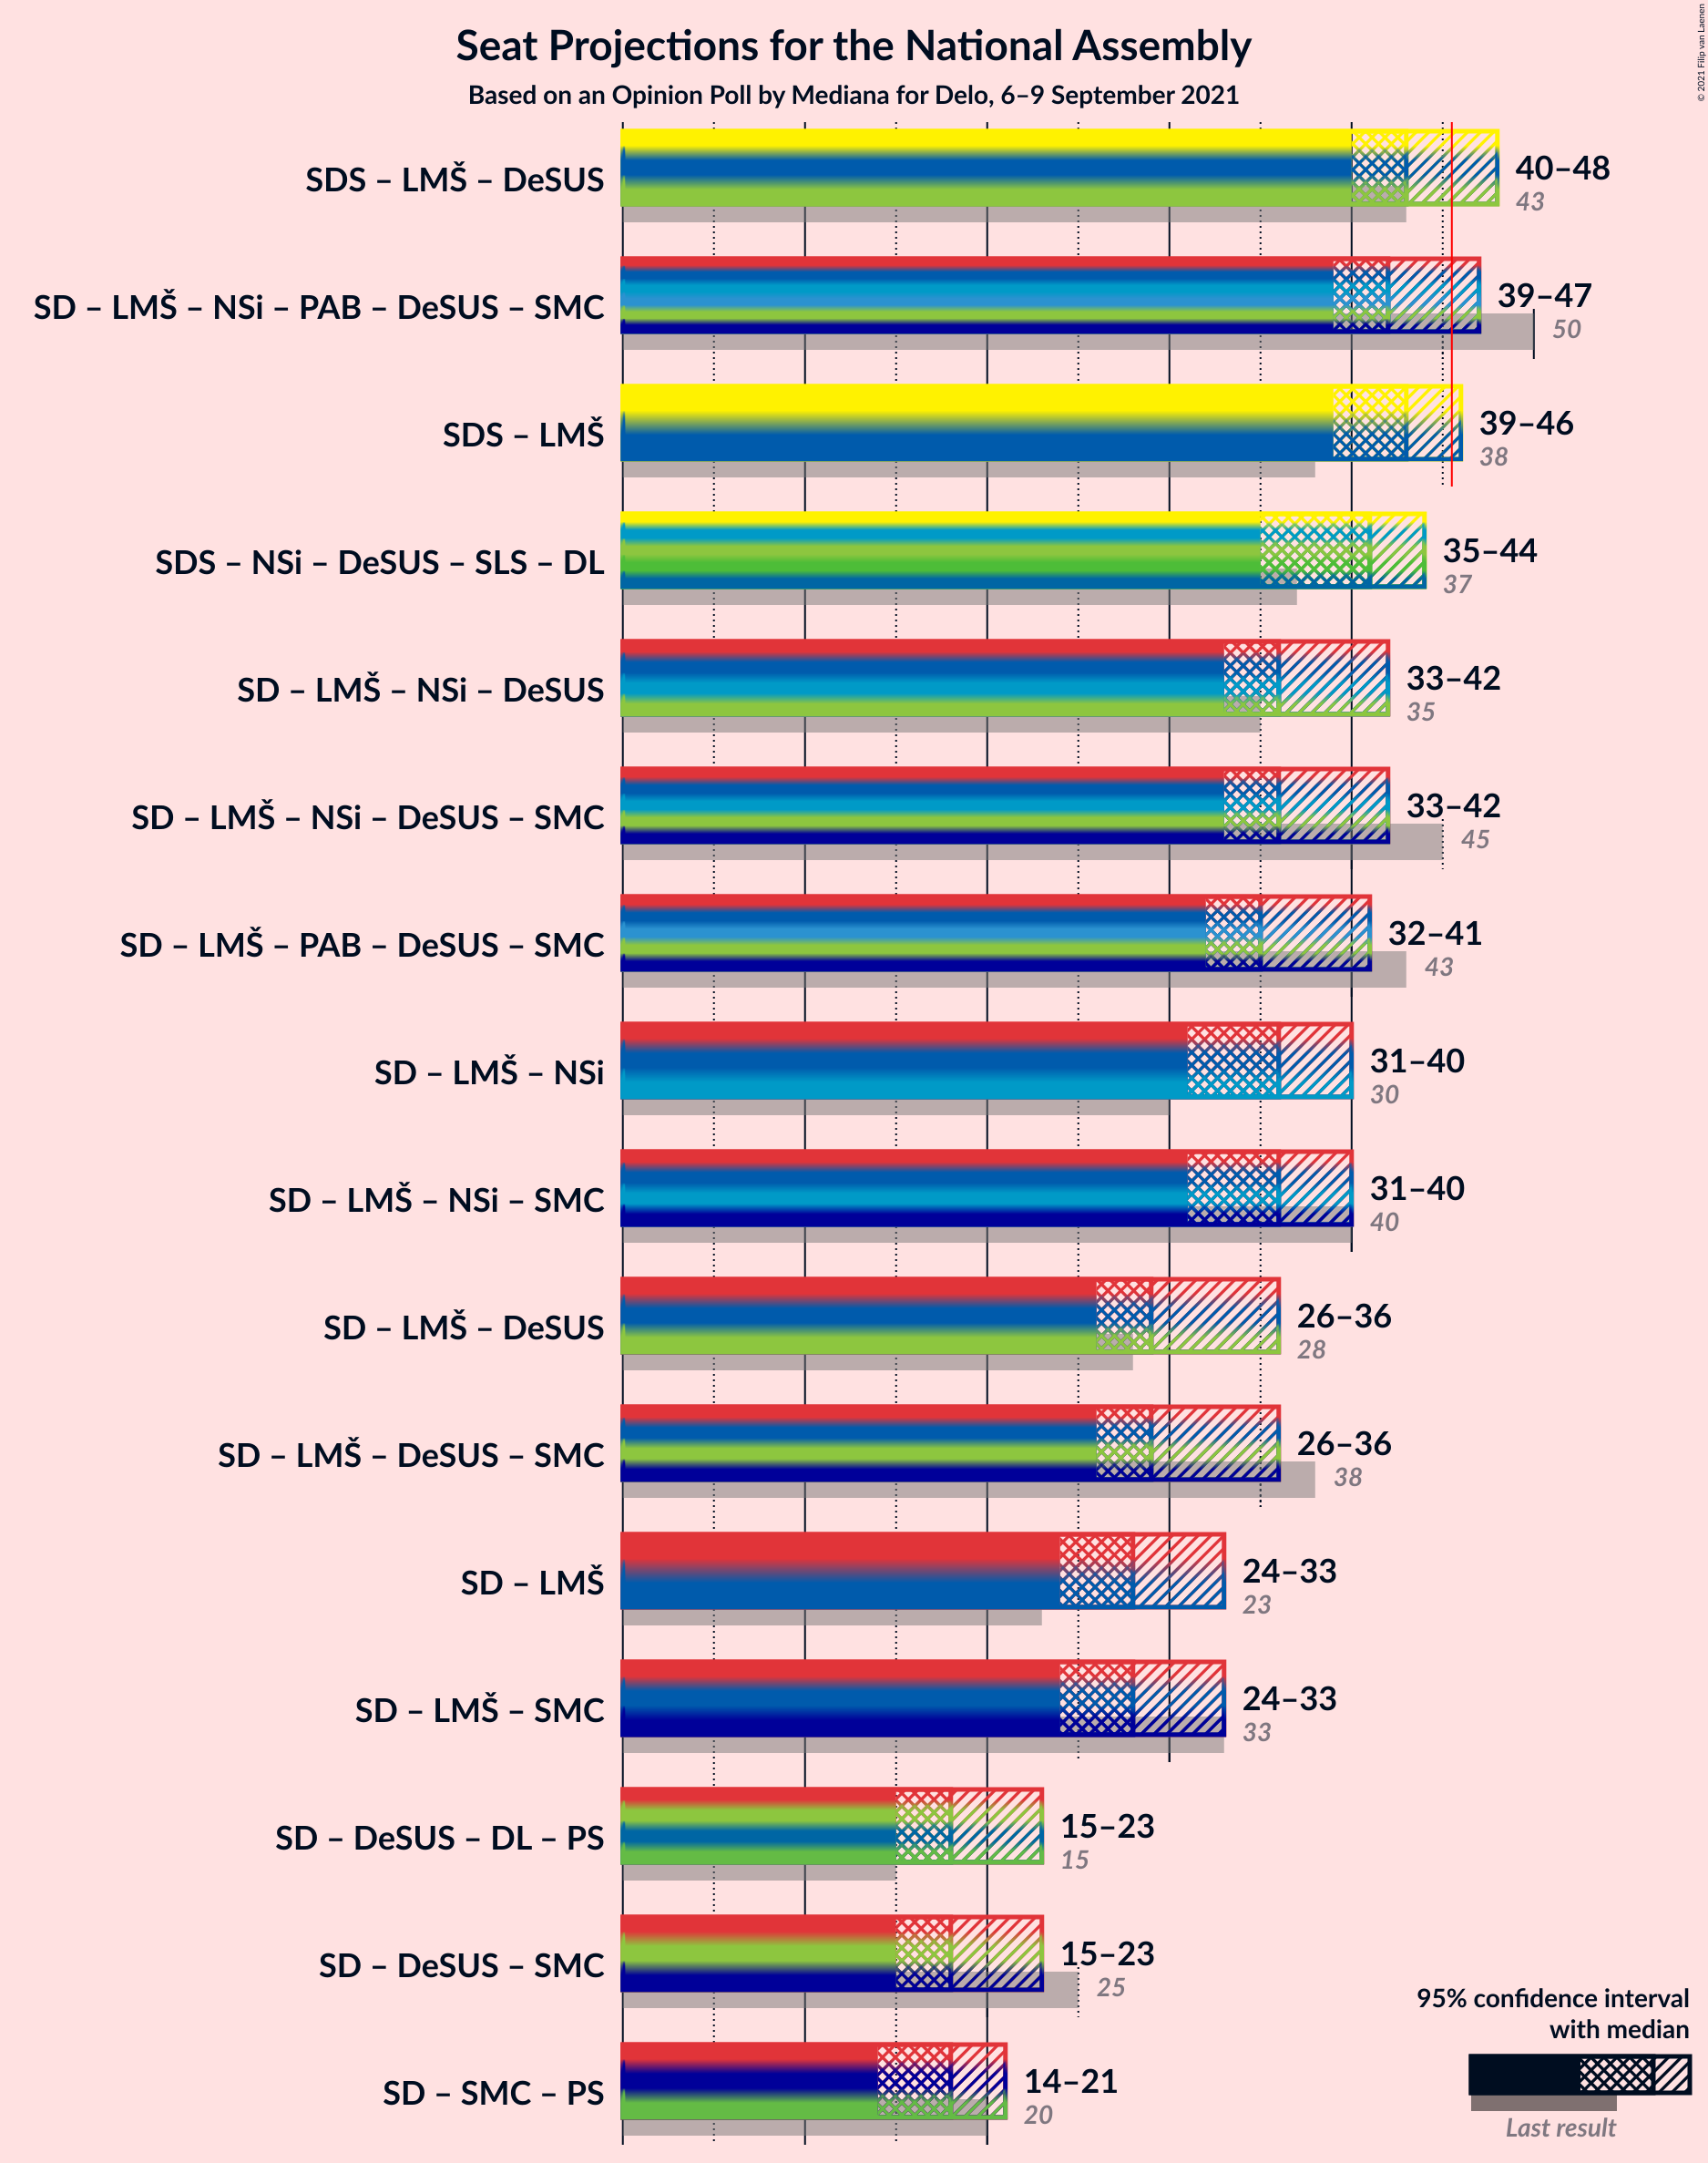 Seat Projections for the National Assembly
Based on an Opinion Poll by Mediana for Delo, 6–9 September 2021
© 2021 Filip van Laenen
SDS – LMŠ – DeSUS
40–48
43
SD – LMŠ – NSi – PAB – DeSUS – SMC
39–47
50
SDS – LMŠ
39–46
38
SDS – NSi – DeSUS – SLS – DL
35–44
37
SD – LMŠ – NSi – DeSUS
33–42
35
SD – LMŠ – NSi – DeSUS – SMC
33–42
45
SD – LMŠ – PAB – DeSUS – SMC
32–41
43
SD – LMŠ – NSi
31–40
30
SD – LMŠ – NSi – SMC
31–40
40
SD – LMŠ – DeSUS
26–36
28
SD – LMŠ – DeSUS – SMC
26–36
38
SD – LMŠ
24–33
23
SD – LMŠ – SMC
24–33
33
SD – DeSUS – DL – PS
15–23
15
SD – DeSUS – SMC
15–23
25
SD – SMC – PS
14–21
20
95% confidence interval
with median
Last result